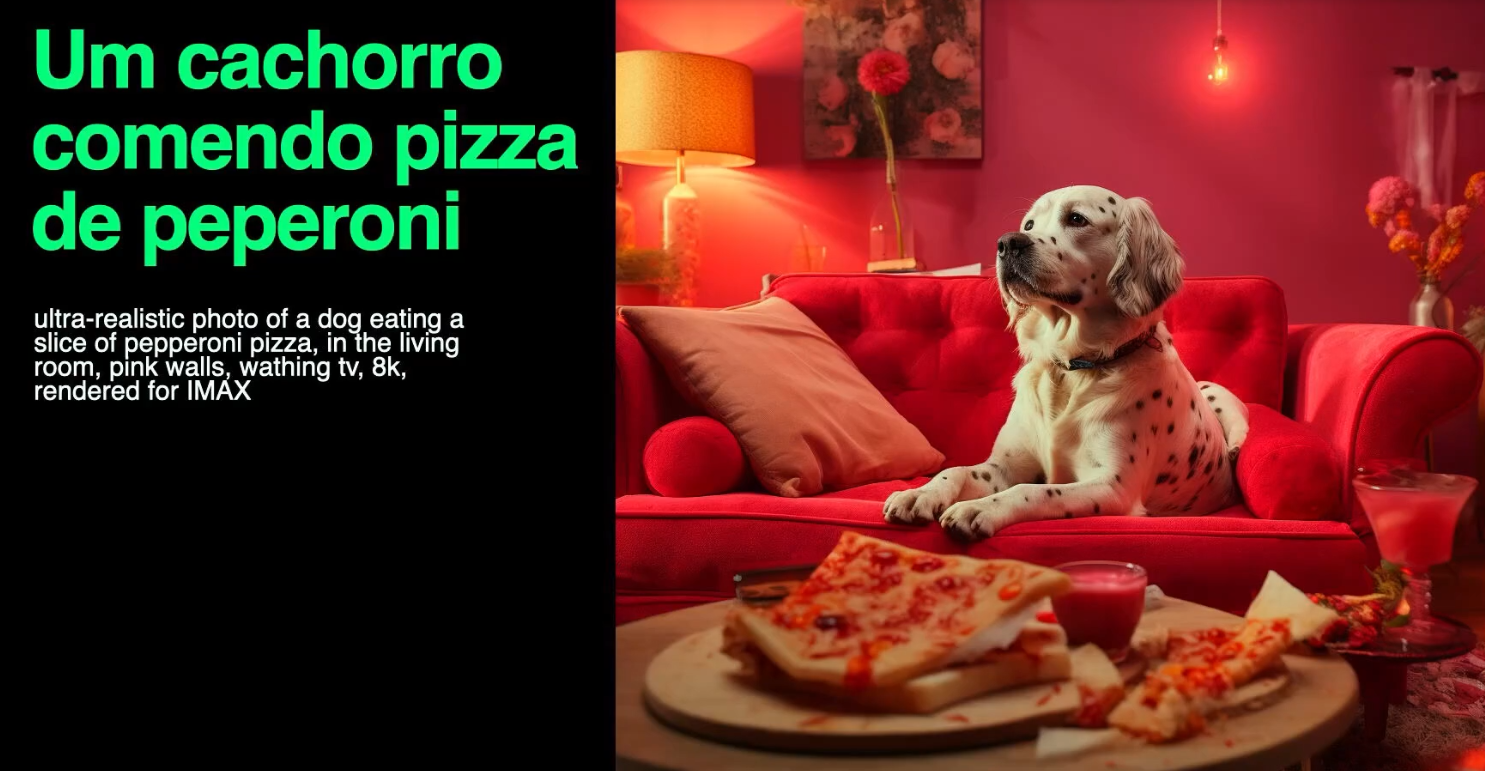 Um cachorro
comendo pizza
de peperoni
ultra-realistic photo of a dog eating a
slice of pepperoni pizza, in the living
room, pink walls, wathing tv, 8k,
rendered for IMAX